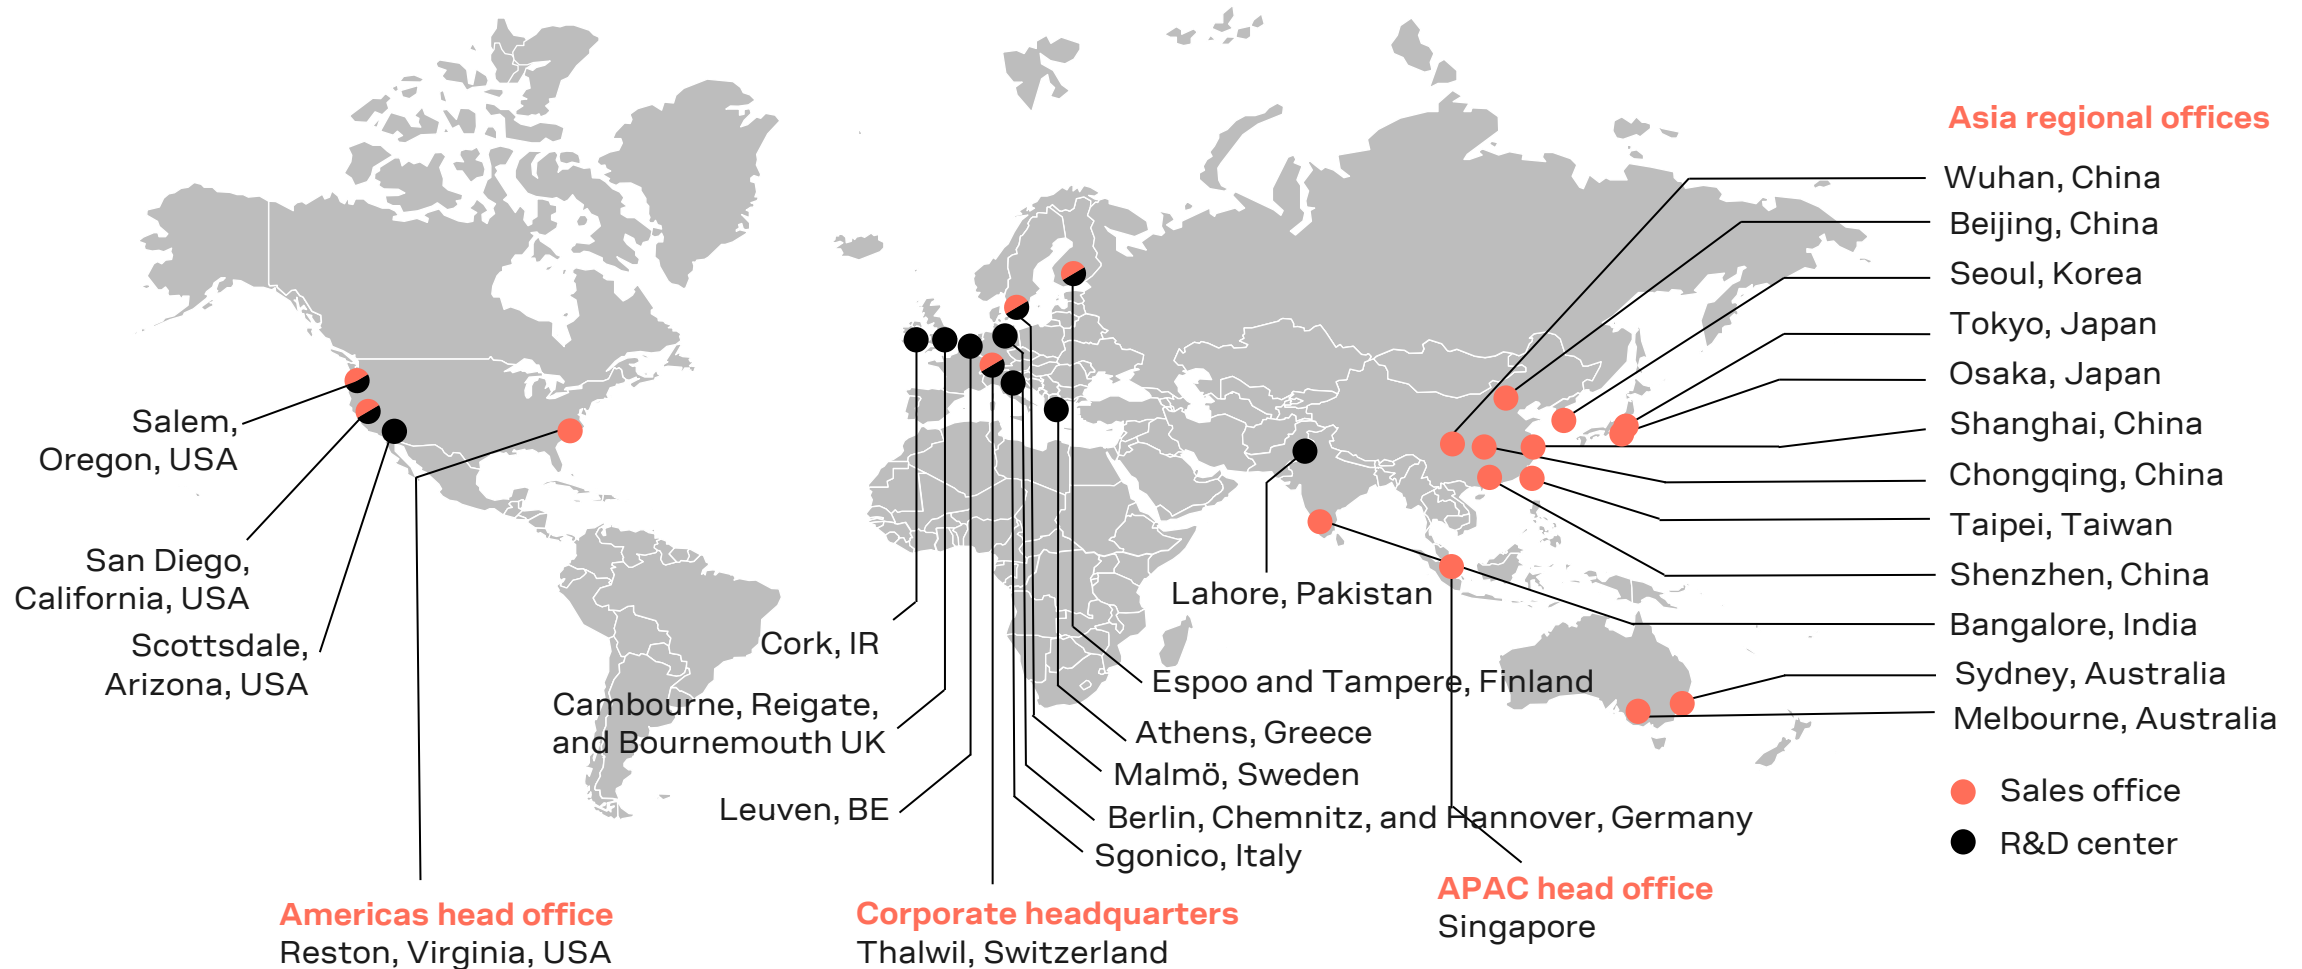 Asia regional offices
Wuhan, China
Beijing, China
Seoul, Korea
Tokyo, Japan
Osaka, Japan
Shanghai, China
Chongqing, China
Taipei, Taiwan
Shenzhen, China
Bangalore, India
Sydney, Australia
Melbourne, Australia
Sales office
R&D center
Salem,
Oregon, USA
San Diego,
California, USA
Scottsdale,
Arizona, USA
Americas head office
Reston, Virginia, USA
Cork, IR
Cambourne, Reigate,
and Bournemouth UK
Leuven, BE
Corporate headquarters
Thalwil, Switzerland
Lahore, Pakistan
Espoo and Tampere, Finland
Athens, Greece
Malmö, Sweden
Berlin, Chemnitz, and Hannover, Germany
Sgonico, Italy
APAC head office
Singapore